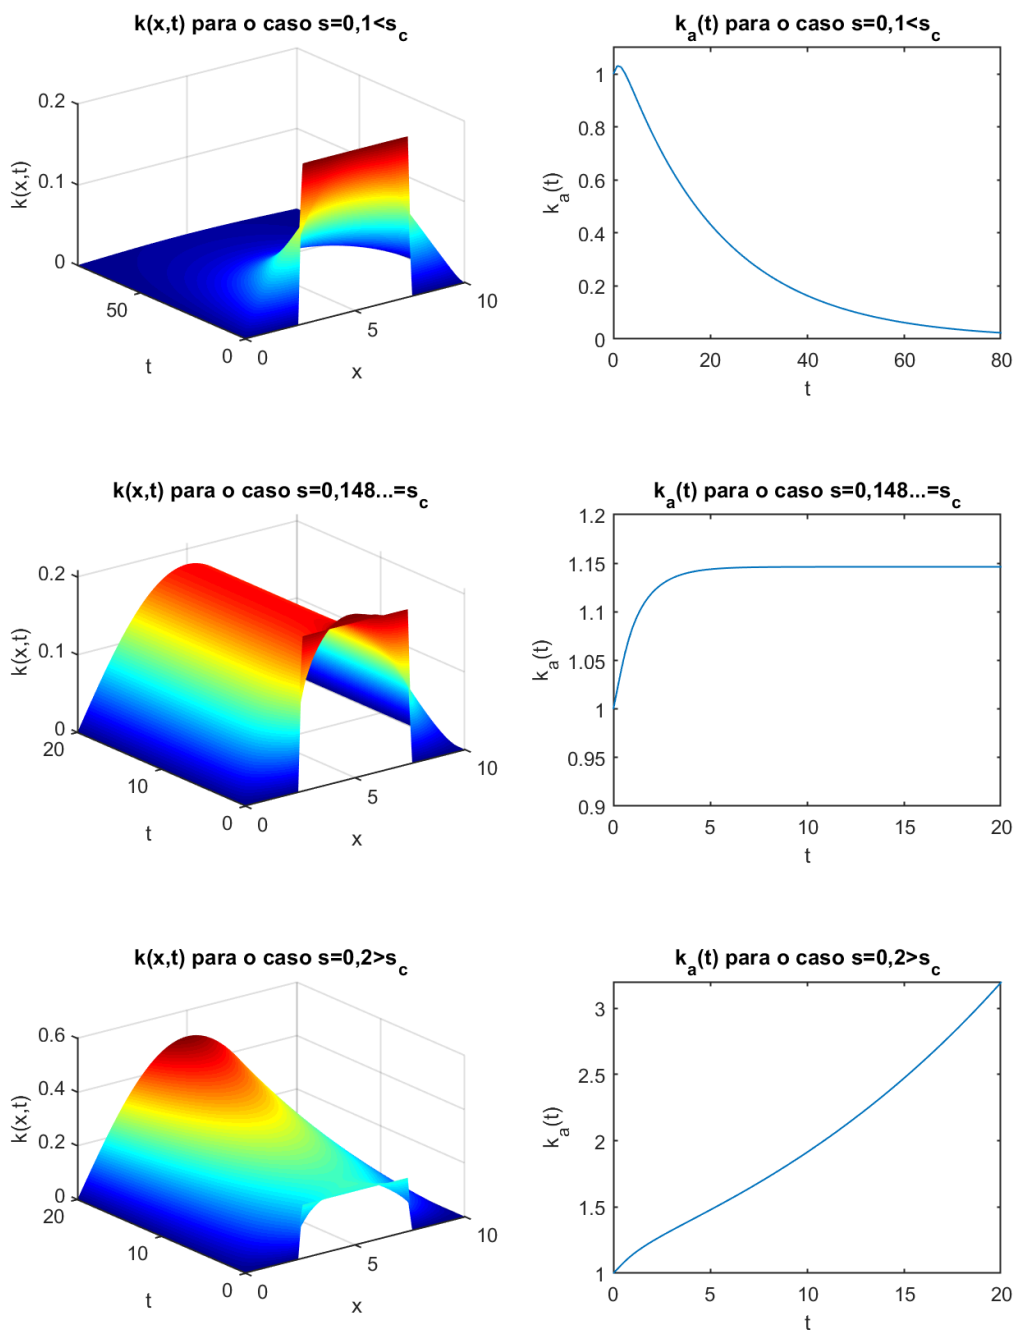 k(x,t) para o caso s=0,1<s_c
k_a(t) para o caso s=0,1<s_c
0.2
0.1
0
k(x,t)
50
0
t
0
5
10
x
1
0.8
0.6
0.4
0.2
0
k_a(t)
0
20
40
60
80
t
k(x,t) para o caso s=0,148...=s_c
k_a(t) para o caso s=0,148...=s_c
0.2
0.1
0
k(x,t)
20
10
0
t
0
5
10
x
1.2
1.15
1.1
1.05
1
0.95
0.9
k_a(t)
0
5
10
15
20
t
k(x,t) para o caso s=0,2>s_c
k_a(t) para o caso s=0,2>s_c
0.6
0.4
0.2
0
k(x,t)
20
10
0
t
0
5
10
x
3
2.5
2
1.5
1
k_a(t)
0
5
10
15
20
t